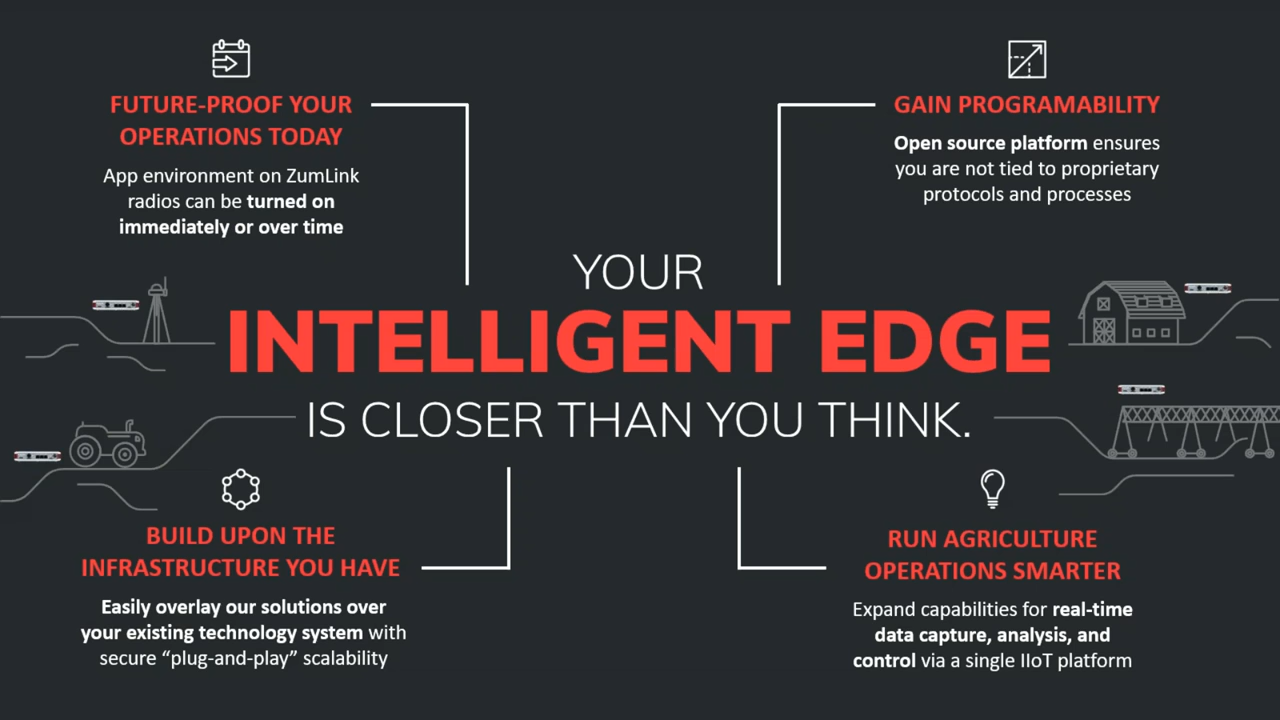 FUTURE-PROOF YOUR
OPERATIONS TODAY
App environment on ZumLink
radios can be turned on
immediately or over time
GAIN PROGRAMABILITY
Open source platform ensures
you are not tied to proprietary
protocols and processes
YOUR
INTELLIGENT EDGE
IS CLOSER THAN YOU THINK.
BUILD UPON THE
INFRASTRUCTURE YOU HAVE
Easily overlay our solutions over
your existing technology system with
secure “plug-and-play” scalability
RUN AGRICULTURE
OPERATIONS SMARTER
Expand capabilities for real-time
data capture, analysis, and
control via a single IIoT platform